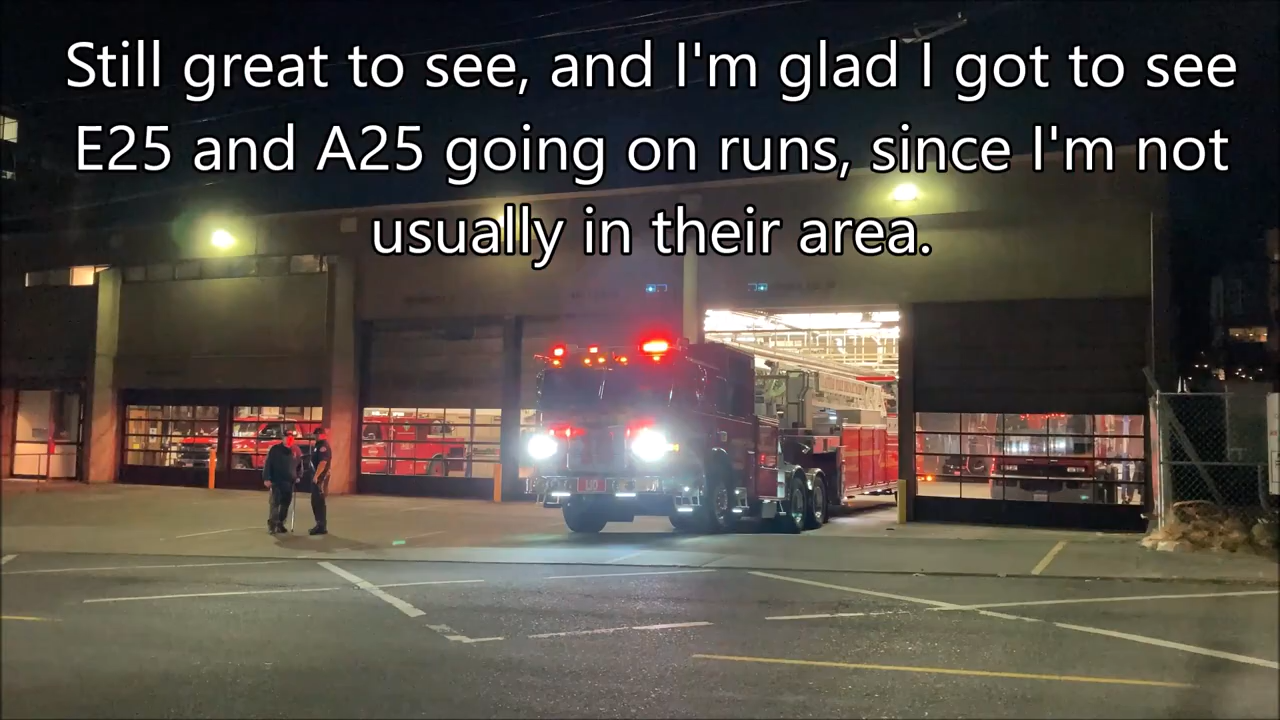 Still great to see, and I'm glad I got to see
E25 and A25 going on runs, since I'm not
usually in their area.